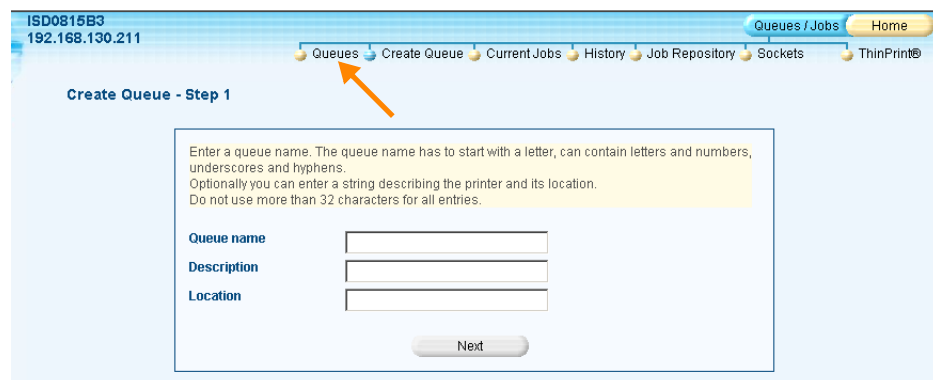 ISD0815B3
192.168.130.211
Queues / Jobs Home
Queues Create Queue Current Jobs History Job Repository Sockets ThinPrint®
Create Queue - Step 1
Enter a queue name. The queue name has to start with a letter, can contain letters and numbers,
underscores and hyphens.
Optionally you can enter a string describing the printer and its location.
Do not use more than 32 characters for all entries.
Queue name
Description
Location
Next